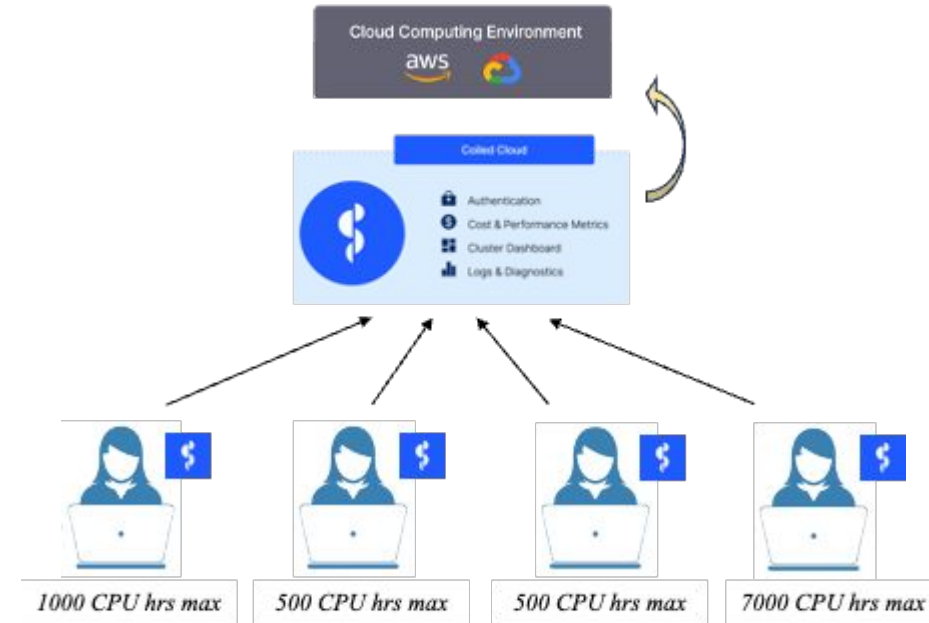 Cloud Computing Environment
aws
Coiled Cloud
Authentication
Cost & Performance Metrics
Cluster Dashboard
Logs & Diagnostics
1000 CPU hrs max
500 CPU hrs max
500 CPU hrs max
7000 CPU hrs max